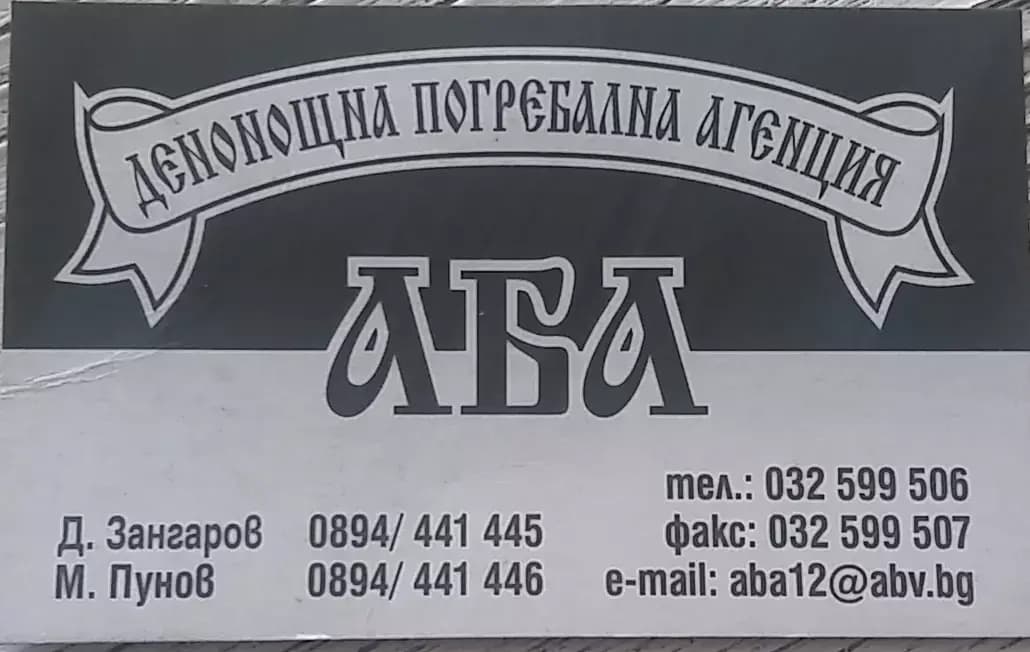 ДЕНОНОЩНА ПОГРЕБАЛНА АГЕНЦИЯ
АБА
тел.: 032 599 506
Д. Зангаров 0894/ 441 445 факс: 032 599 507
М. Пунов 0894/ 441 446 e-mail: aba12@abv.bg